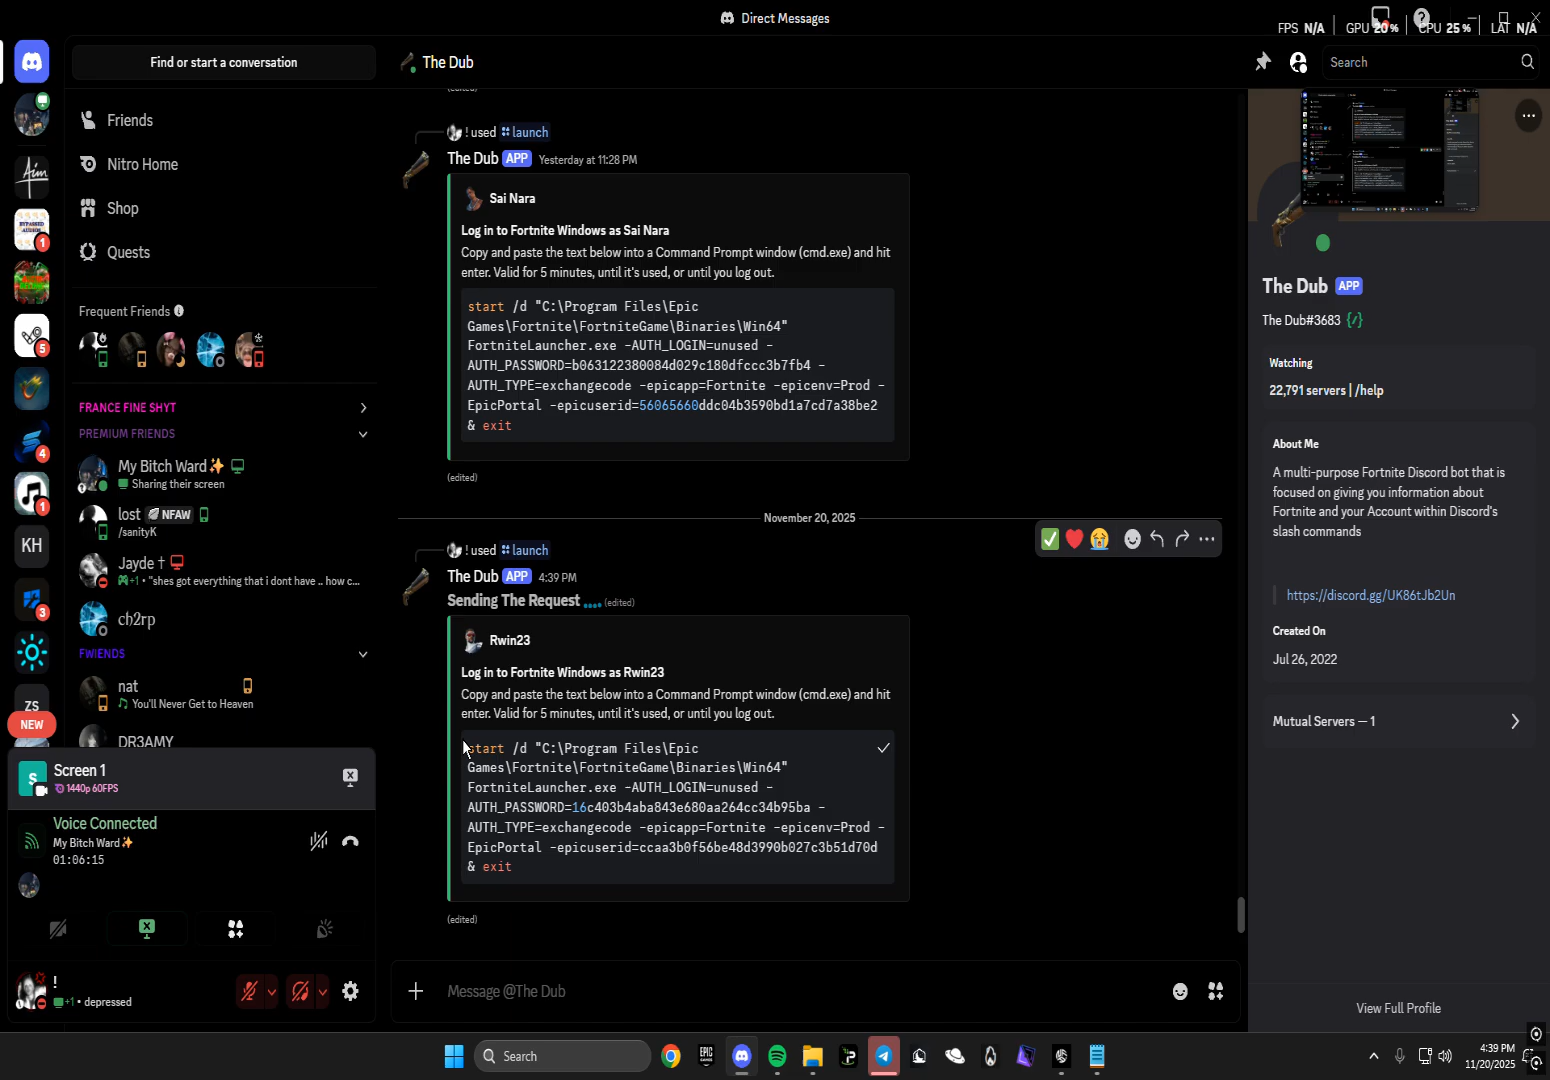 Direct Messages
FPS N/A
GPU 20 %
CPU 25 %
LAT N/A
Find or start a conversation
The Dub
Search
Friends
Nitro Home
Shop
Quests
Frequent Friends
FRANCE FINE SHYT
PREMIUM FRIENDS
My Bitch Ward✨
Sharing their screen
lost NFAW
/sanityK
Jayde †
+1 • "shes got everything that i dont have .. how c...
ch2rp
FWIENDS
nat
You'll Never Get to Heaven
DR3AMY
Aim
BYPASSED
1
5
4
1
KH
3
ZS
NEW
S
Screen 1
1440p 60FPS
Voice Connected
My Bitch Ward✨
01:06:15
!
+1 • depressed
(edited)
! used launch
The Dub APP Yesterday at 11:28 PM
Sai Nara
Log in to Fortnite Windows as Sai Nara
Copy and paste the text below into a Command Prompt window (cmd.exe) and hit
enter. Valid for 5 minutes, until it's used, or until you log out.
start /d "C:\Program Files\Epic
Games\Fortnite\FortniteGame\Binaries\Win64"
FortniteLauncher.exe -AUTH_LOGIN=unused -
AUTH_PASSWORD=b063122380084d029c180dfccc3b7fb4 -
AUTH_TYPE=exchangecode -epicapp=Fortnite -epicenv=Prod -
EpicPortal -epicuserid=56065660ddc04b3590bd1a7cd7a38be2
& exit
(edited)
November 20, 2025
! used launch
The Dub APP 4:39 PM
Sending The Request .... (edited)
Rwin23
Log in to Fortnite Windows as Rwin23
Copy and paste the text below into a Command Prompt window (cmd.exe) and hit
enter. Valid for 5 minutes, until it's used, or until you log out.
start /d "C:\Program Files\Epic
Games\Fortnite\FortniteGame\Binaries\Win64"
FortniteLauncher.exe -AUTH_LOGIN=unused -
AUTH_PASSWORD=16c403b4aba843e680aa264cc34b95ba -
AUTH_TYPE=exchangecode -epicapp=Fortnite -epicenv=Prod -
EpicPortal -epicuserid=ccaa3b0f56be48d3990b027c3b51d70d
& exit
(edited)
Message @The Dub
The Dub APP
The Dub#3683 {/}
Watching
22,791 servers | /help
About Me
A multi-purpose Fortnite Discord bot that is
focused on giving you information about
Fortnite and your Account within Discord's
slash commands
https://discord.gg/UK86tJb2Un
Created On
Jul 26, 2022
Mutual Servers — 1
View Full Profile
Search
EPIC
GAMES
4:39 PM
11/20/2025